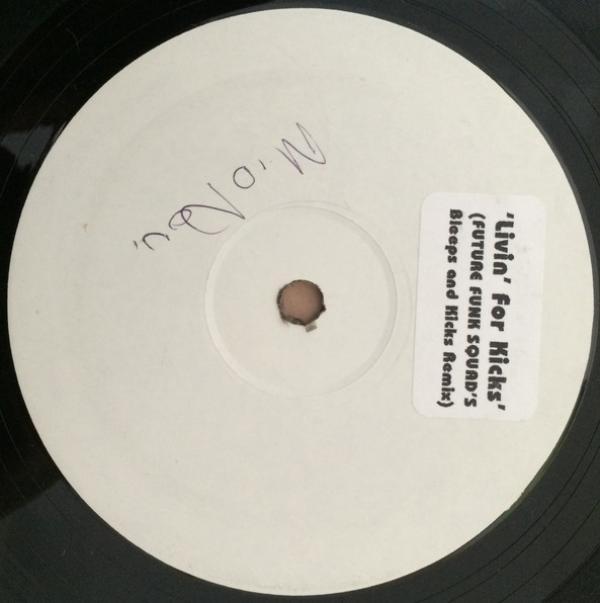 'Livin' for Kicks'
(FUTURE FUNK SQUAD'S
Bleeps and Kicks Remix)